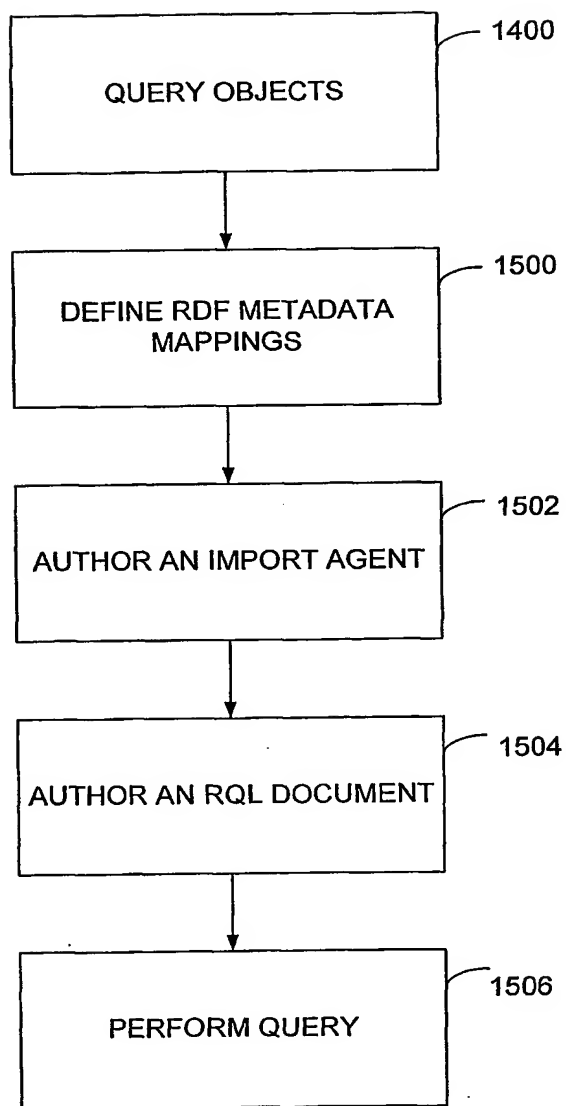 1400
QUERY OBJECTS
1500
DEFINE RDF METADATA
MAPPINGS
1502
AUTHOR AN IMPORT AGENT
1504
AUTHOR AN RQL DOCUMENT
1506
PERFORM QUERY